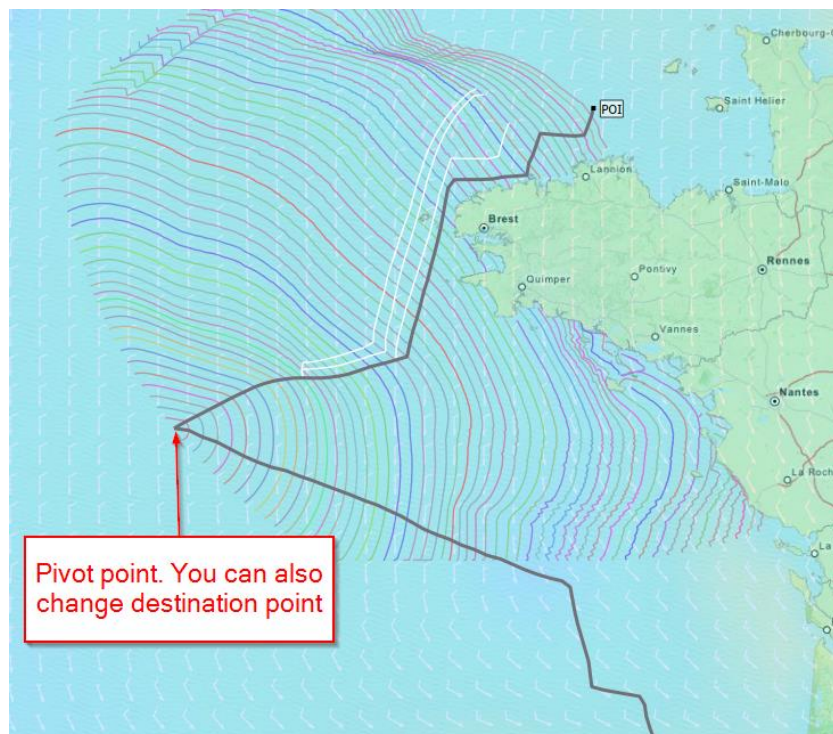 Cherbourg-
Saint Helier
POI
Lannion
Saint-Malo
Brest
Rennes
Quimper
Pontivy
Vannes
Nantes
La Roch
La
Pivot point. You can also
change destination point